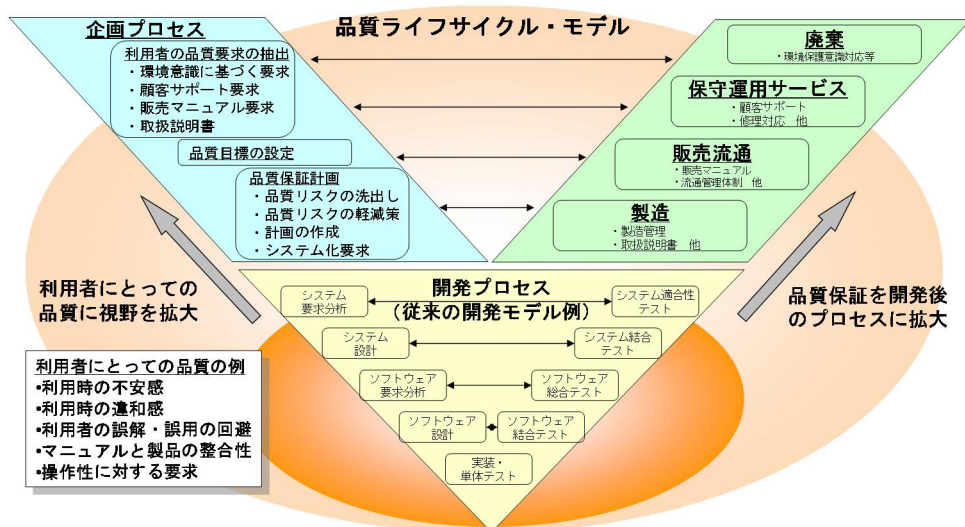 品質ライフサイクル・モデル
企画プロセス
利用者の品質要求の抽出
・環境意識に基づく要求
・顧客サポート要求
・販売マニュアル要求
・取扱説明書
品質目標の設定
品質保証計画
・品質リスクの洗出し
・品質リスクの軽減策
・計画の作成
・システム化要求
廃棄
・環境保護意識対応等
保守運用サービス
・顧客サポート
・修理対応 他
販売流通
・販売マニュアル
・流通管理体制 他
製造
・製造管理
・取扱説明書 他
利用者にとっての
品質に視野を拡大
品質保証を開発後
のプロセスに拡大
開発プロセス
(従来の開発モデル例)
システム
要求分析
システム適合性
テスト
システム
設計
システム結合
テスト
ソフトウェア
要求分析
ソフトウェア
総合テスト
ソフトウェア
設計
ソフトウェア
結合テスト
実装・
単体テスト
利用者にとっての品質の例
•利用時の不安感
•利用時の違和感
•利用者の誤解・誤用の回避
•マニュアルと製品の整合性
•操作性に対する要求